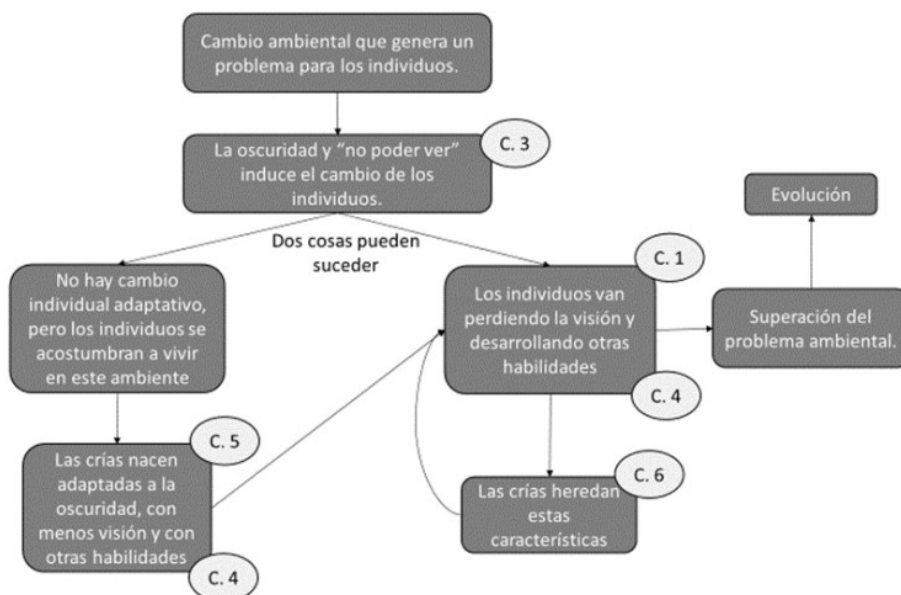 Cambio ambiental que genera un
problema para los individuos.
La oscuridad y “no poder ver”
induce el cambio de los
individuos.
C. 3
Dos cosas pueden
suceder
No hay cambio
individual adaptativo,
pero los individuos se
acostumbran a vivir
en este ambiente
C. 5
Las crías nacen
adaptadas a la
oscuridad, con
menos visión y con
otras habilidades
C. 4
C. 1
Los individuos van
perdiendo la visión y
desarrollando otras
habilidades
C. 4
C. 6
Las crías heredan
estas
características
Evolución
Superación del
problema ambiental.